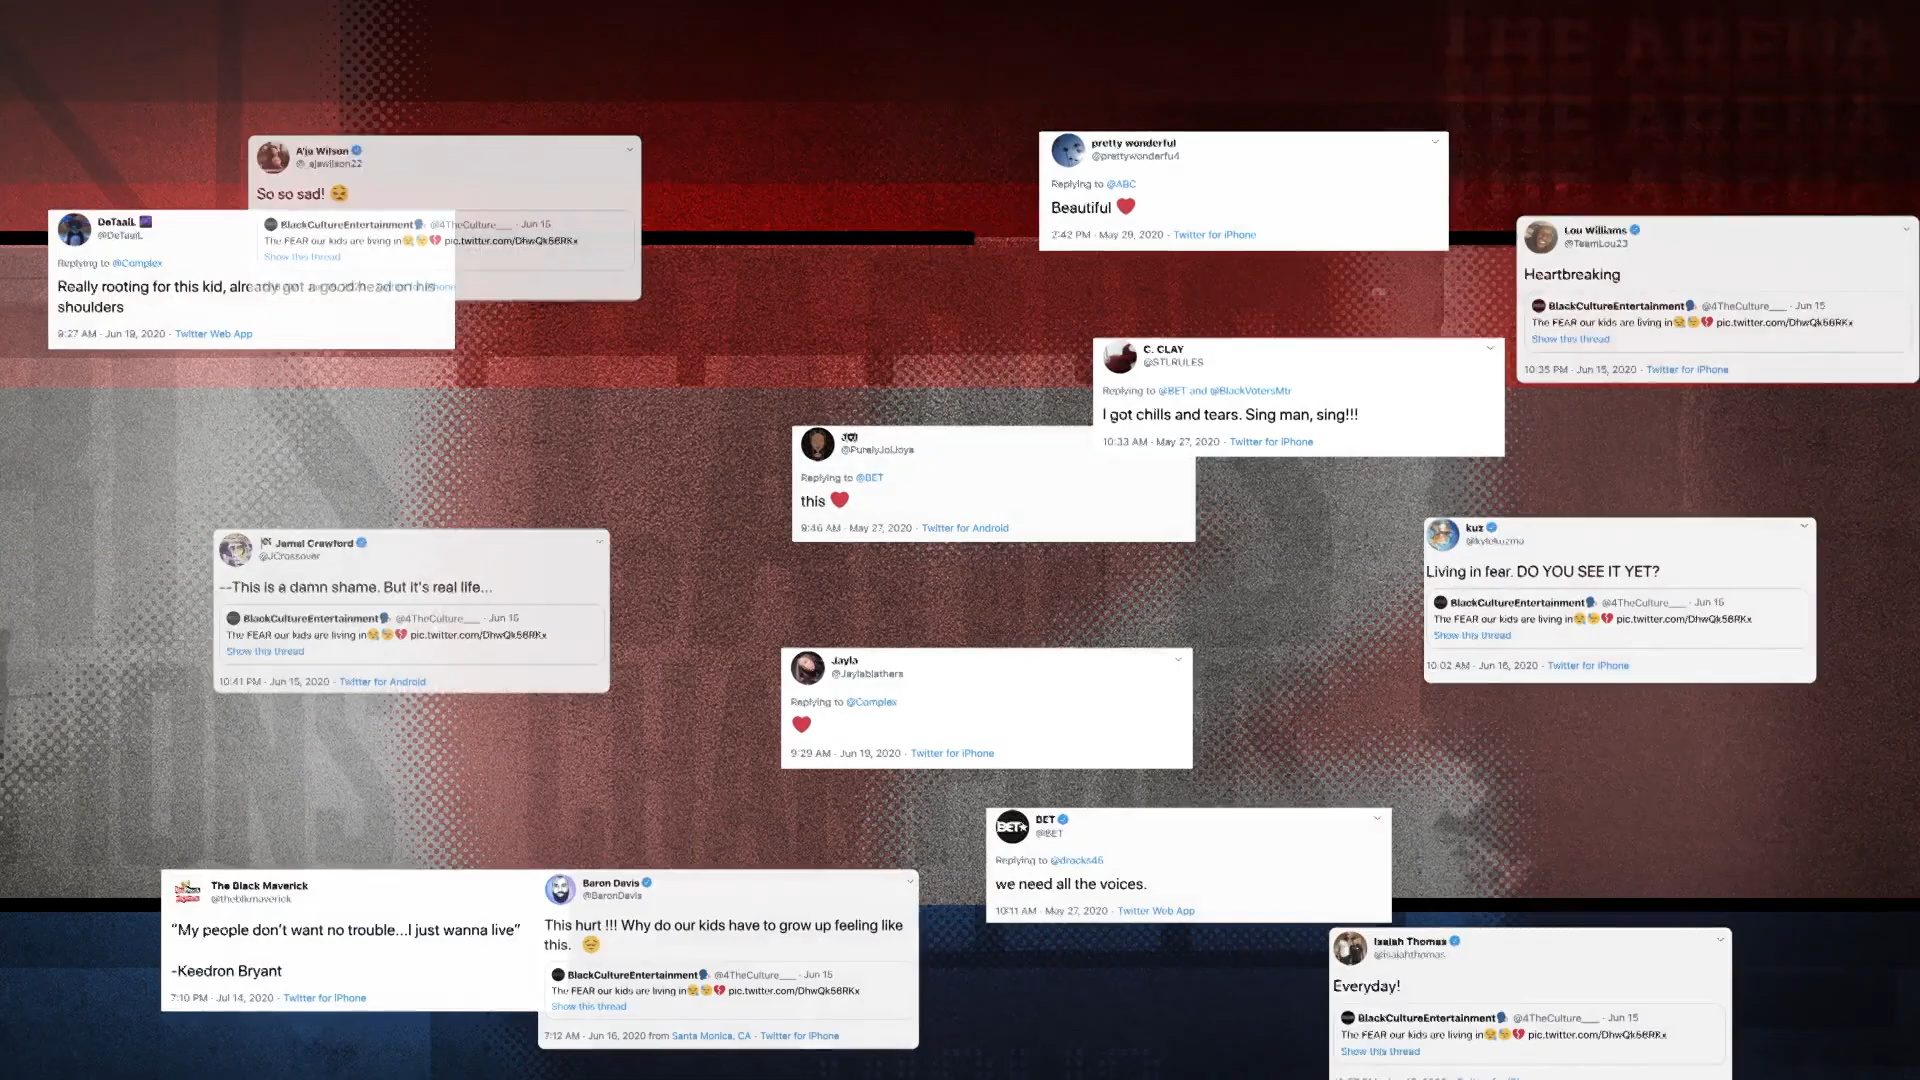 THE ARENA
THE ARENA
A'ja Wilson
@_ajawilson22
So so sad! 😣
BlackCultureEntertainment🗣 @4TheCulture___ · Jun 15
The FEAR our kids are living in😢😓💔 pic.twitter.com/DhwQk56RKx
Show this thread
DeTaaiL
@DeTaaiL
Replying to @Complex
Really rooting for this kid, already got a good head on his
shoulders
9:27 AM · Jun 19, 2020 · Twitter Web App
pretty wonderful
@prettywonderfu4
Replying to @ABC
Beautiful ❤️
2:42 PM · May 29, 2020 · Twitter for iPhone
Lou Williams
@TeamLou23
Heartbreaking
BlackCultureEntertainment🗣 @4TheCulture___ · Jun 15
The FEAR our kids are living in😢😓💔 pic.twitter.com/DhwQk56RKx
Show this thread
10:35 PM · Jun 15, 2020 · Twitter for iPhone
C. CLAY
@STLRULES
Replying to @BET and @BlackVotersMtr
I got chills and tears. Sing man, sing!!!
10:33 AM · May 27, 2020 · Twitter for iPhone
@PurelyJoiJoya
Replying to @BET
this ❤️
9:46 AM · May 27, 2020 · Twitter for Android
Jamal Crawford
@JCrossover
--This is a damn shame. But it's real life...
BlackCultureEntertainment🗣 @4TheCulture___ · Jun 15
The FEAR our kids are living in😢😓💔 pic.twitter.com/DhwQk56RKx
Show this thread
10:41 PM · Jun 15, 2020 · Twitter for Android
kuz
@kylekuzma
Living in fear. DO YOU SEE IT YET?
BlackCultureEntertainment🗣 @4TheCulture___ · Jun 15
The FEAR our kids are living in😢😓💔 pic.twitter.com/DhwQk56RKx
Show this thread
10:02 AM · Jun 16, 2020 · Twitter for iPhone
Jayla
@Jaylablathers
Replying to @Complex
❤️
9:29 AM · Jun 19, 2020 · Twitter for iPhone
BET
@BET
Replying to @drocks45
we need all the voices.
10:11 AM · May 27, 2020 · Twitter Web App
The Black Maverick
@theblkmaverick
“My people don’t want no trouble...I just wanna live”
-Keedron Bryant
7:10 PM · Jul 14, 2020 · Twitter for iPhone
Baron Davis
@BaronDavis
This hurt !!! Why do our kids have to grow up feeling like
this. 😔
BlackCultureEntertainment🗣 @4TheCulture___ · Jun 15
The FEAR our kids are living in😢😓💔 pic.twitter.com/DhwQk56RKx
Show this thread
7:12 AM · Jun 16, 2020 from Santa Monica, CA · Twitter for iPhone
Isaiah Thomas
@isaiahthomas
Everyday!
BlackCultureEntertainment🗣 @4TheCulture___ · Jun 15
The FEAR our kids are living in😢😓💔 pic.twitter.com/DhwQk56RKx
Show this thread